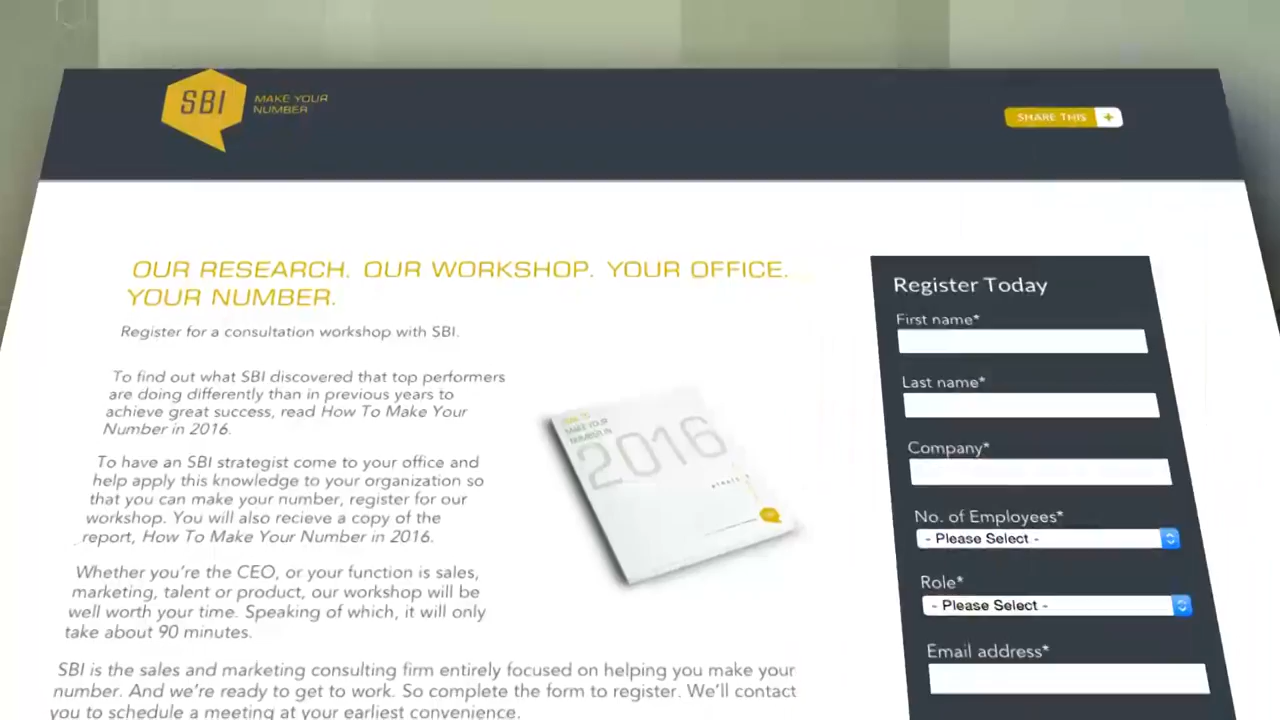 SBI
MAKE YOUR
NUMBER
SHARE THIS +
OUR RESEARCH. OUR WORKSHOP. YOUR OFFICE.
YOUR NUMBER.
Register for a consultation workshop with SBI.
To find out what SBI discovered that top performers
are doing differently than in previous years to
achieve great success, read How To Make Your
Number in 2016.
To have an SBI strategist come to your office and
help apply this knowledge to your organization so
that you can make your number, register for our
workshop. You will also recieve a copy of the
report, How To Make Your Number in 2016.
Whether you're the CEO, or your function is sales,
marketing, talent or product, our workshop will be
well worth your time. Speaking of which, it will only
take about 90 minutes.
SBI is the sales and marketing consulting firm entirely focused on helping you make your
number. And we're ready to get to work. So complete the form to register. We'll contact
you to schedule a meeting at your earliest convenience.
MAKE YOUR
NUMBER IN
2016
Register Today
First name*
Last name*
Company*
No. of Employees*
- Please Select -
Role*
- Please Select -
Email address*